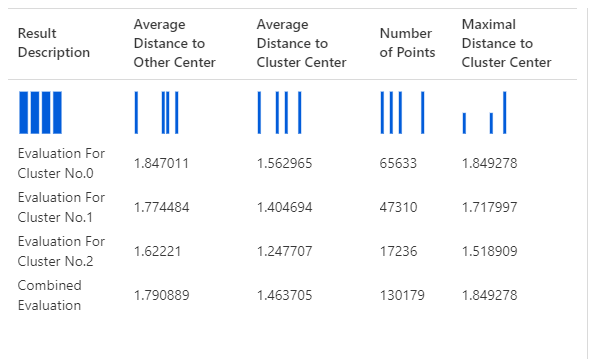 Result Description | Average Distance to Other Center | Average Distance to Cluster Center | Number of Points | Maximal Distance to Cluster Center
Evaluation For Cluster No.0 | 1.847011 | 1.562965 | 65633 | 1.849278
Evaluation For Cluster No.1 | 1.774484 | 1.404694 | 47310 | 1.717997
Evaluation For Cluster No.2 | 1.62221 | 1.247707 | 17236 | 1.518909
Combined Evaluation | 1.790889 | 1.463705 | 130179 | 1.849278